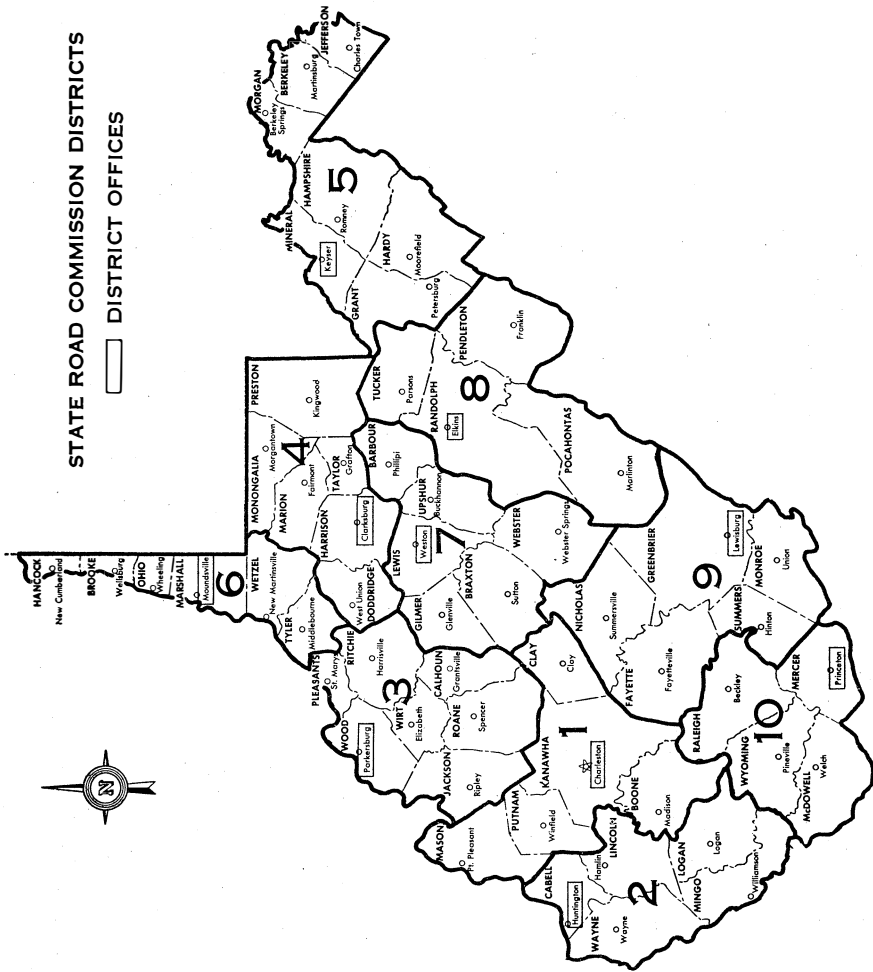 STATE ROAD COMMISSION DISTRICTS
DISTRICT OFFICES
N
HANCOCK
New Cumberland
BROOKE
Wellsburg
OHIO
Wheeling
MARSHALL
Moundsville
6
WETZEL
New Martinsville
TYLER
Middlebourne
MONONGALIA
Morgantown
PRESTON
Kingwood
MARION
Fairmont
4
TAYLOR
Grafton
HARRISON
Clarksburg
DODDRIDGE
West Union
MORGAN
Berkeley
Springs
BERKELEY
Martinsburg
JEFFERSON
Charles Town
HAMPSHIRE
Romney
5
MINERAL
Keyser
HARDY
Moorefield
GRANT
Petersburg
PLEASANTS
St. Marys
RITCHIE
Harrisville
WOOD
Parkersburg
3
WIRT
Elizabeth
CALHOUN
Grantsville
ROANE
Spencer
JACKSON
Ripley
BARBOUR
Phillipi
LEWIS
Weston
UPSHUR
Buckhannon
7
GILMER
Glenville
BRAXTON
Sutton
WEBSTER
Webster Springs
TUCKER
Parsons
RANDOLPH
Elkins
8
PENDLETON
Franklin
POCAHONTAS
Marlinton
MASON
Pt. Pleasant
PUTNAM
Winfield
KANAWHA
Charleston
1
CLAY
Clay
BOONE
Madison
CABELL
Huntington
WAYNE
Wayne
LINCOLN
Hamlin
2
LOGAN
Logan
MINGO
Williamson
NICHOLAS
Summersville
FAYETTE
Fayetteville
GREENBRIER
Lewisburg
9
SUMMERS
Hinton
MONROE
Union
RALEIGH
Beckley
10
WYOMING
Pineville
MERCER
Princeton
McDOWELL
Welch